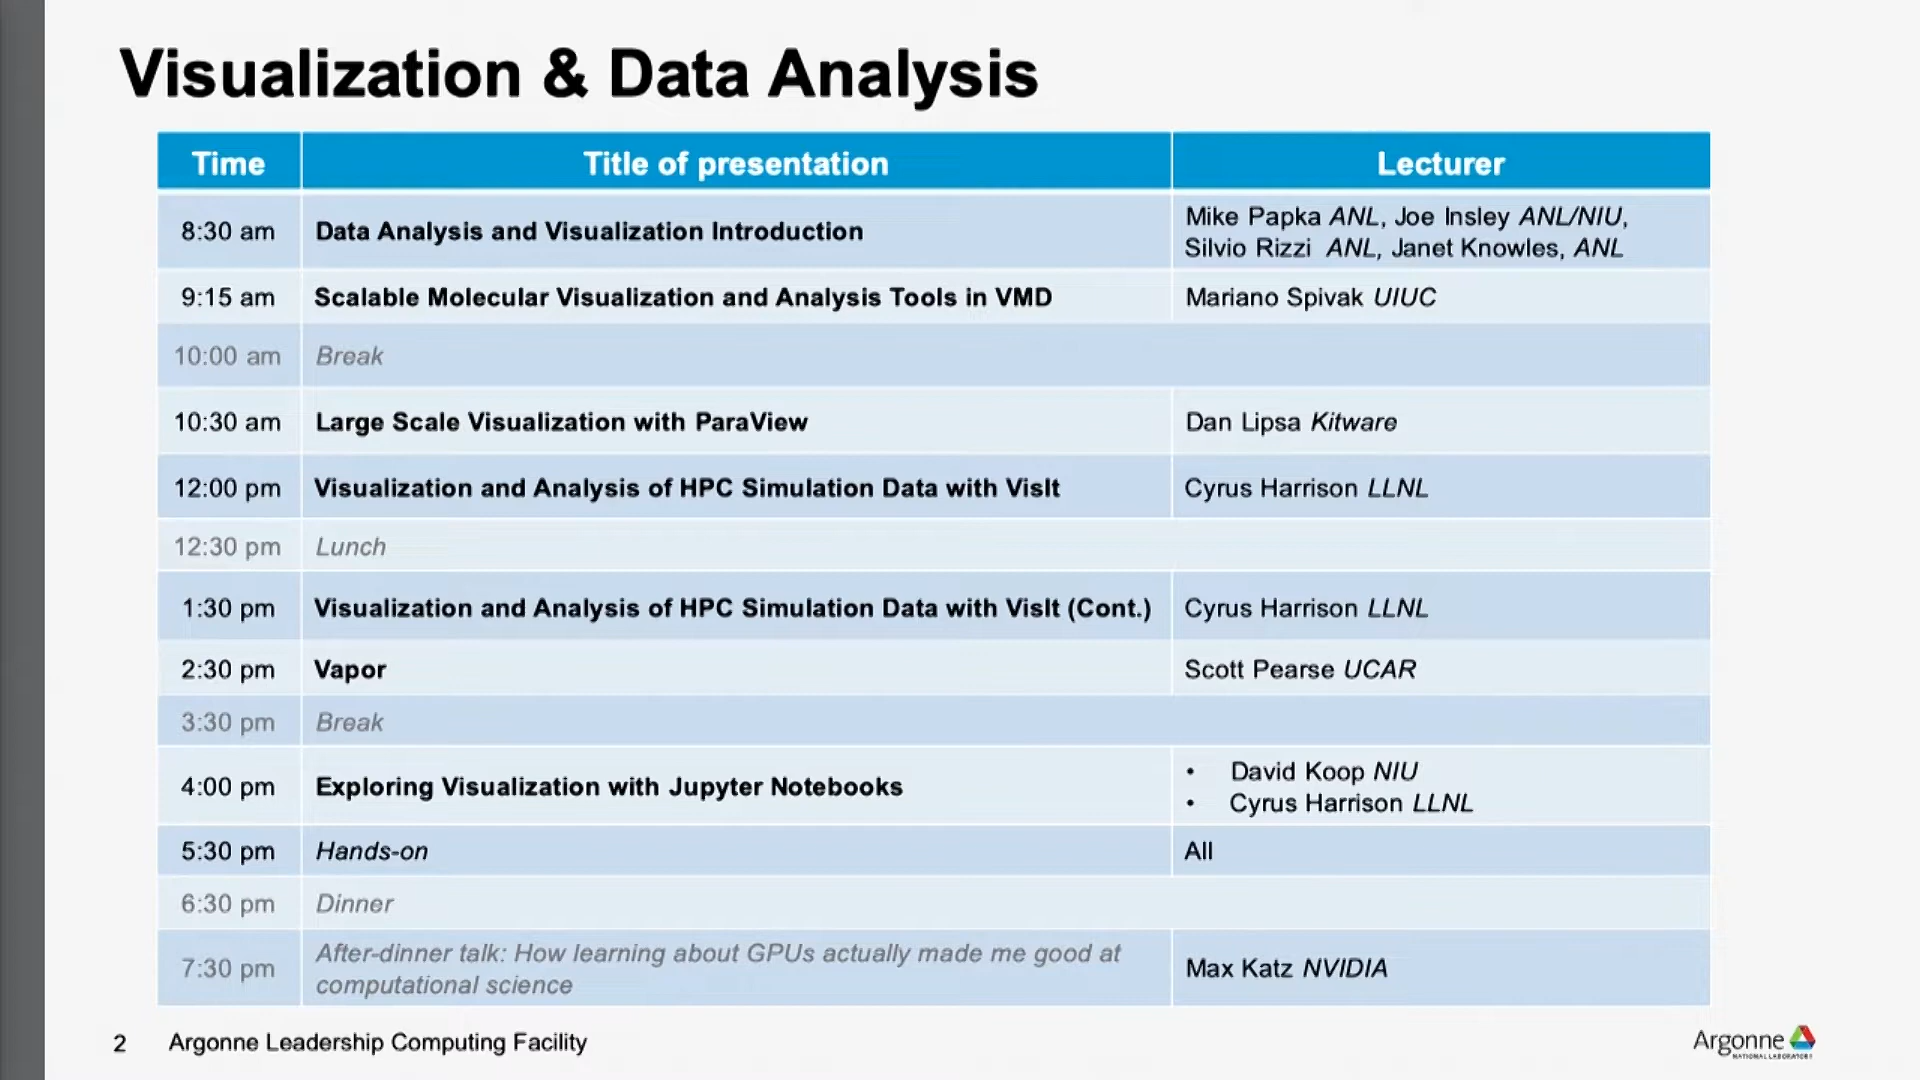 Visualization & Data Analysis
Time Title of presentation Lecturer
8:30 am Data Analysis and Visualization Introduction Mike Papka ANL, Joe Insley ANL/NIU,
Silvio Rizzi ANL, Janet Knowles, ANL
9:15 am Scalable Molecular Visualization and Analysis Tools in VMD Mariano Spivak UIUC
10:00 am Break
10:30 am Large Scale Visualization with ParaView Dan Lipsa Kitware
12:00 pm Visualization and Analysis of HPC Simulation Data with VisIt Cyrus Harrison LLNL
12:30 pm Lunch
1:30 pm Visualization and Analysis of HPC Simulation Data with VisIt (Cont.) Cyrus Harrison LLNL
2:30 pm Vapor Scott Pearse UCAR
3:30 pm Break
4:00 pm Exploring Visualization with Jupyter Notebooks • David Koop NIU
• Cyrus Harrison LLNL
5:30 pm Hands-on All
6:30 pm Dinner
7:30 pm After-dinner talk: How learning about GPUs actually made me good at
computational science Max Katz NVIDIA
2 Argonne Leadership Computing Facility
Argonne
NATIONAL LABORATORY